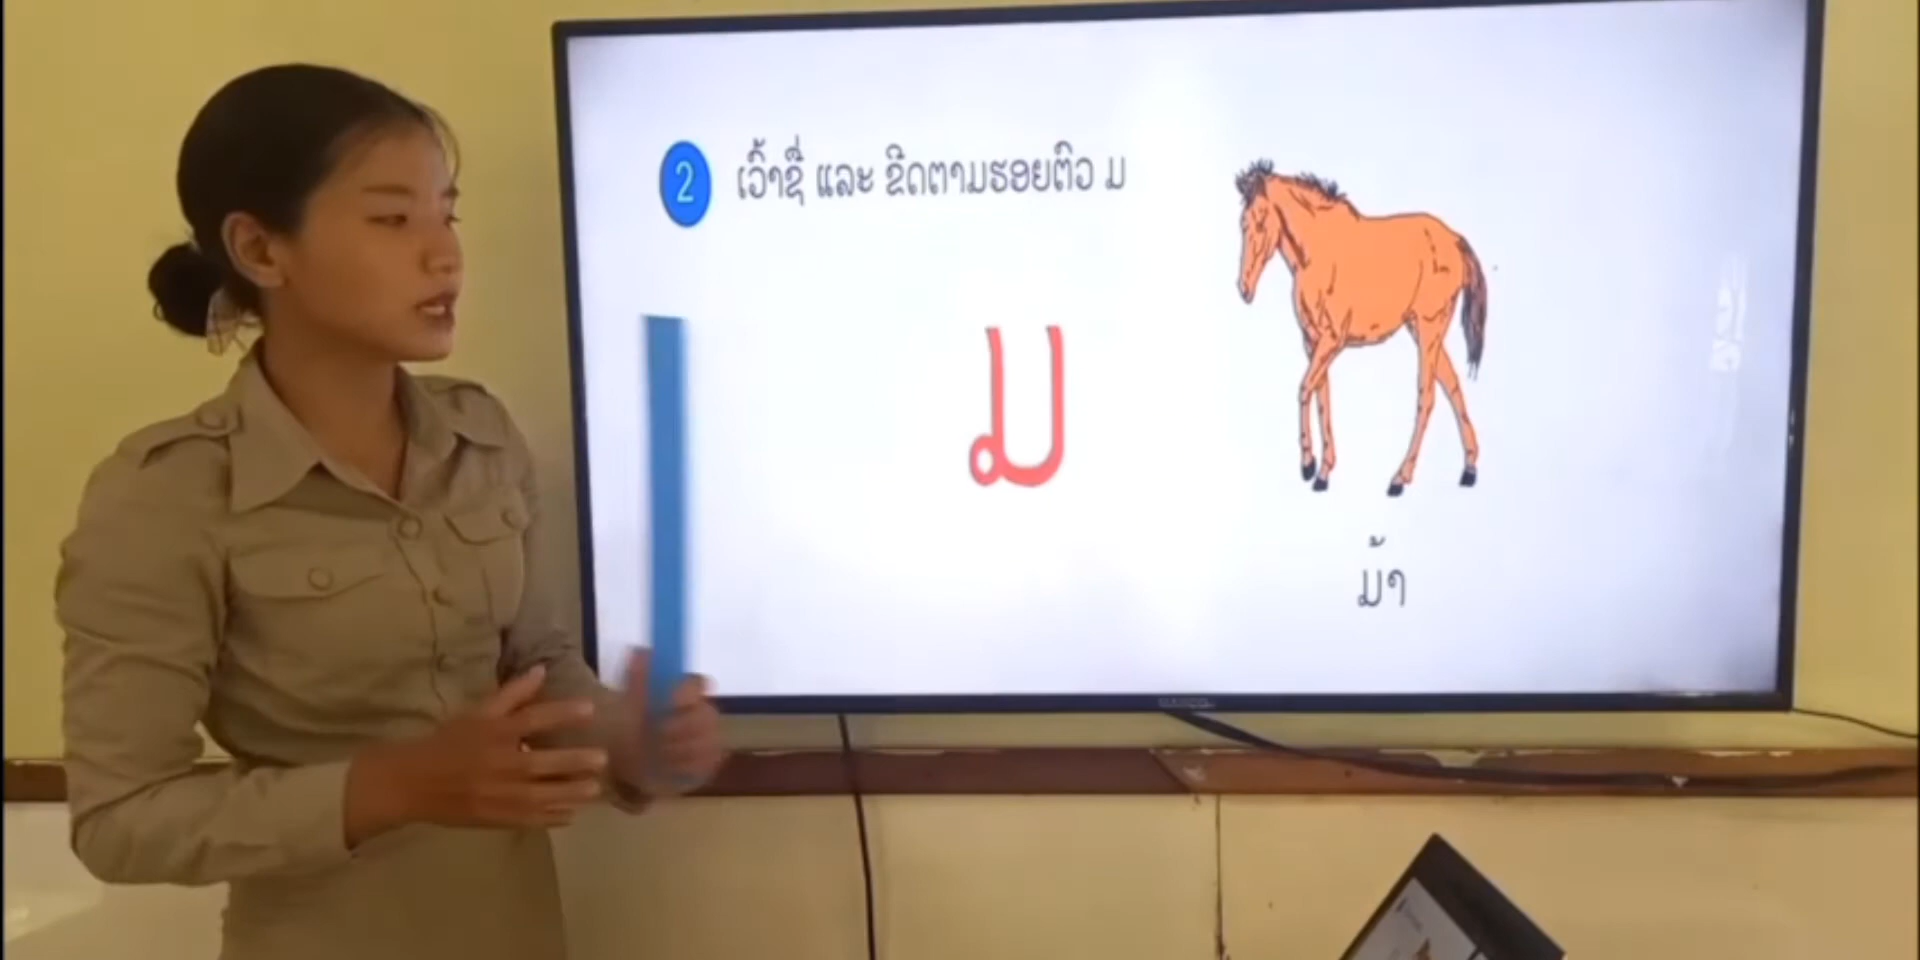 2 ເວົ້າຊື່ ແລະ ຂີດຕາມຮອຍຕົວ ມ
ມ
ມ້າ